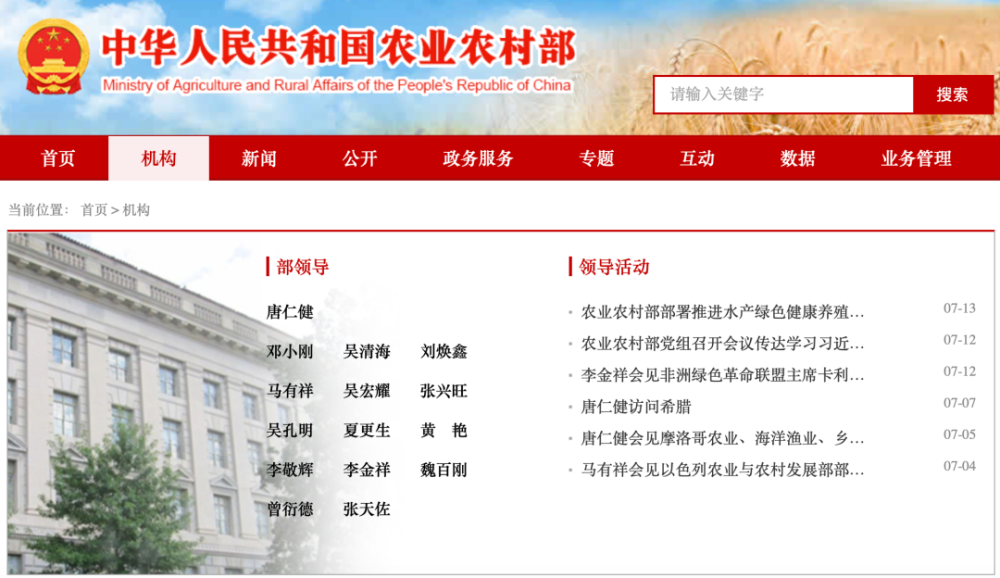 中华人民共和国农业农村部
Ministry of Agriculture and Rural Affairs of the People's Republic of China
请输入关键字 搜索
首页 机构 新闻 公开 政务服务 专题 互动 数据 业务管理
当前位置： 首页 > 机构
部领导
唐仁健
邓小刚 吴清海 刘焕鑫
马有祥 吴宏耀 张兴旺
吴孔明 夏更生 黄 艳
李敬辉 李金祥 魏百刚
曾衍德 张天佐
领导活动
农业农村部部署推进水产绿色健康养殖… 07-13
农业农村部党组召开会议传达学习习近… 07-12
李金祥会见非洲绿色革命联盟主席卡利… 07-12
唐仁健访问希腊 07-07
唐仁健会见摩洛哥农业、海洋渔业、乡… 07-05
马有祥会见以色列农业与农村发展部部… 07-04